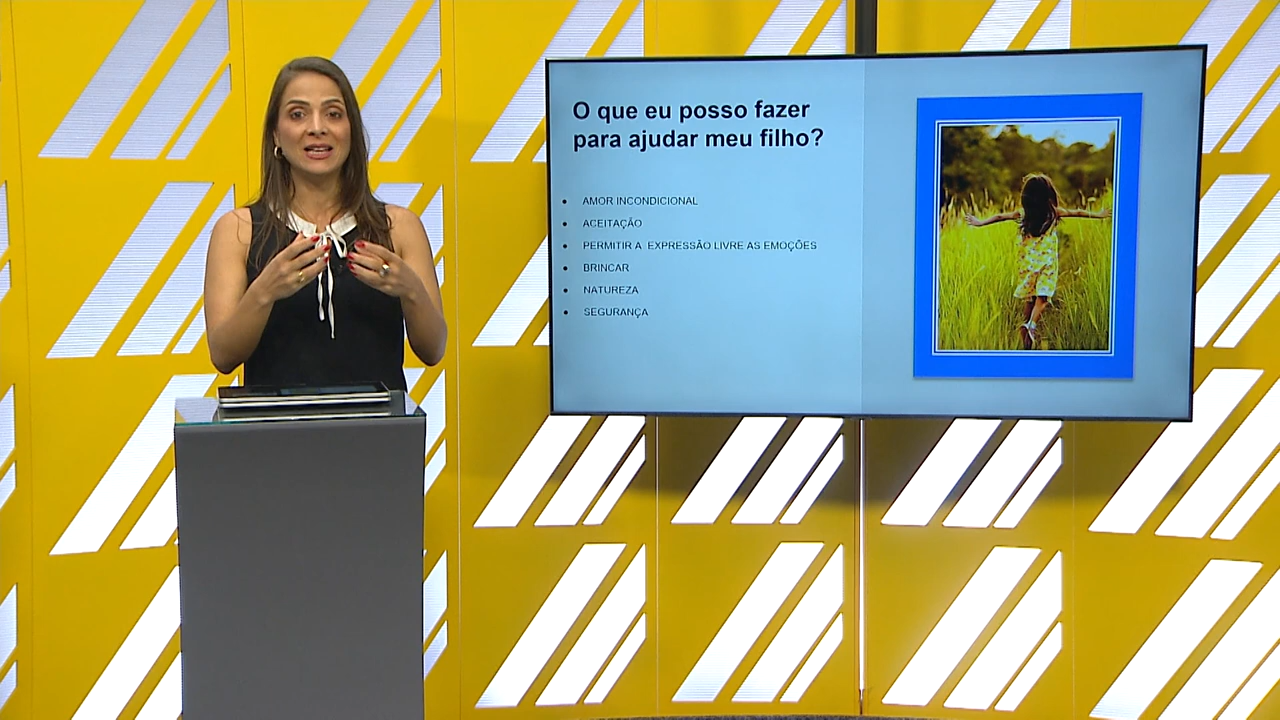 O que eu posso fazer
para ajudar meu filho?
AMOR INCONDICIONAL
ACEITAÇÃO
PERMITIR A EXPRESSÃO LIVRE AS EMOÇÕES
BRINCAR
NATUREZA
SEGURANÇA